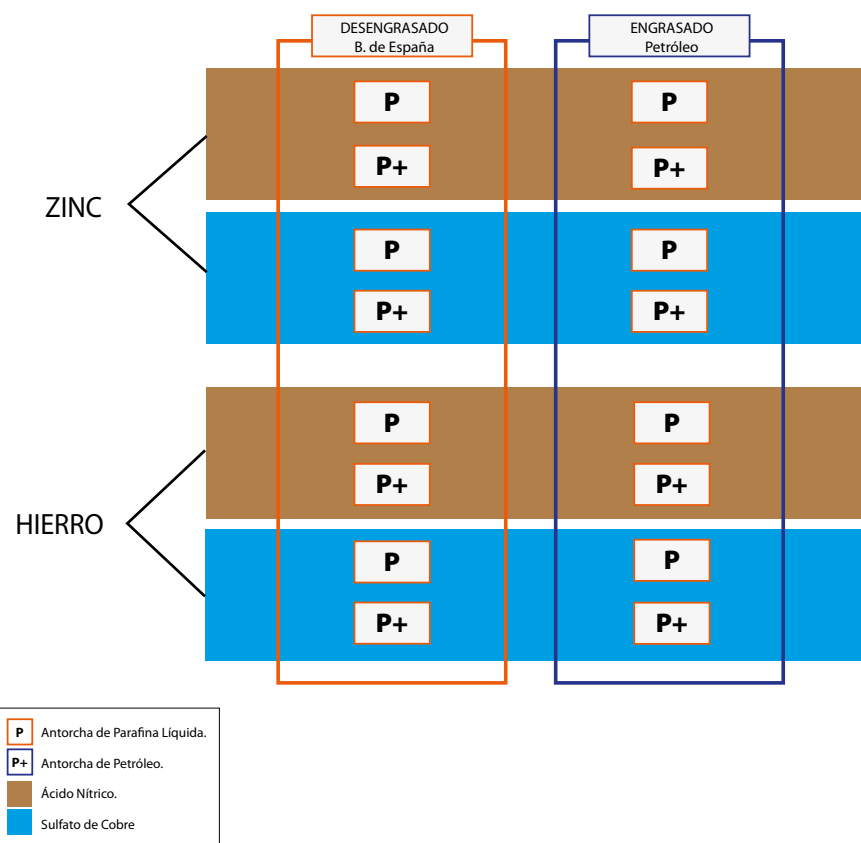 DESENGRASADO
B. de España
ENGRASADO
Petróleo
ZINC
P
P
P+
P+
P
P
P+
P+
HIERRO
P
P
P+
P+
P
P
P+
P+
P Antorcha de Parafina Líquida.
P+ Antorcha de Petróleo.
Ácido Nítrico.
Sulfato de Cobre